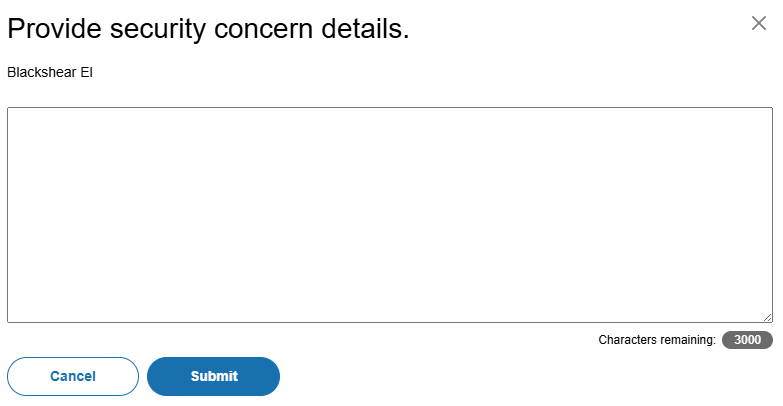 Provide security concern details.
Blackshear El
Characters remaining: 3000
Cancel Submit